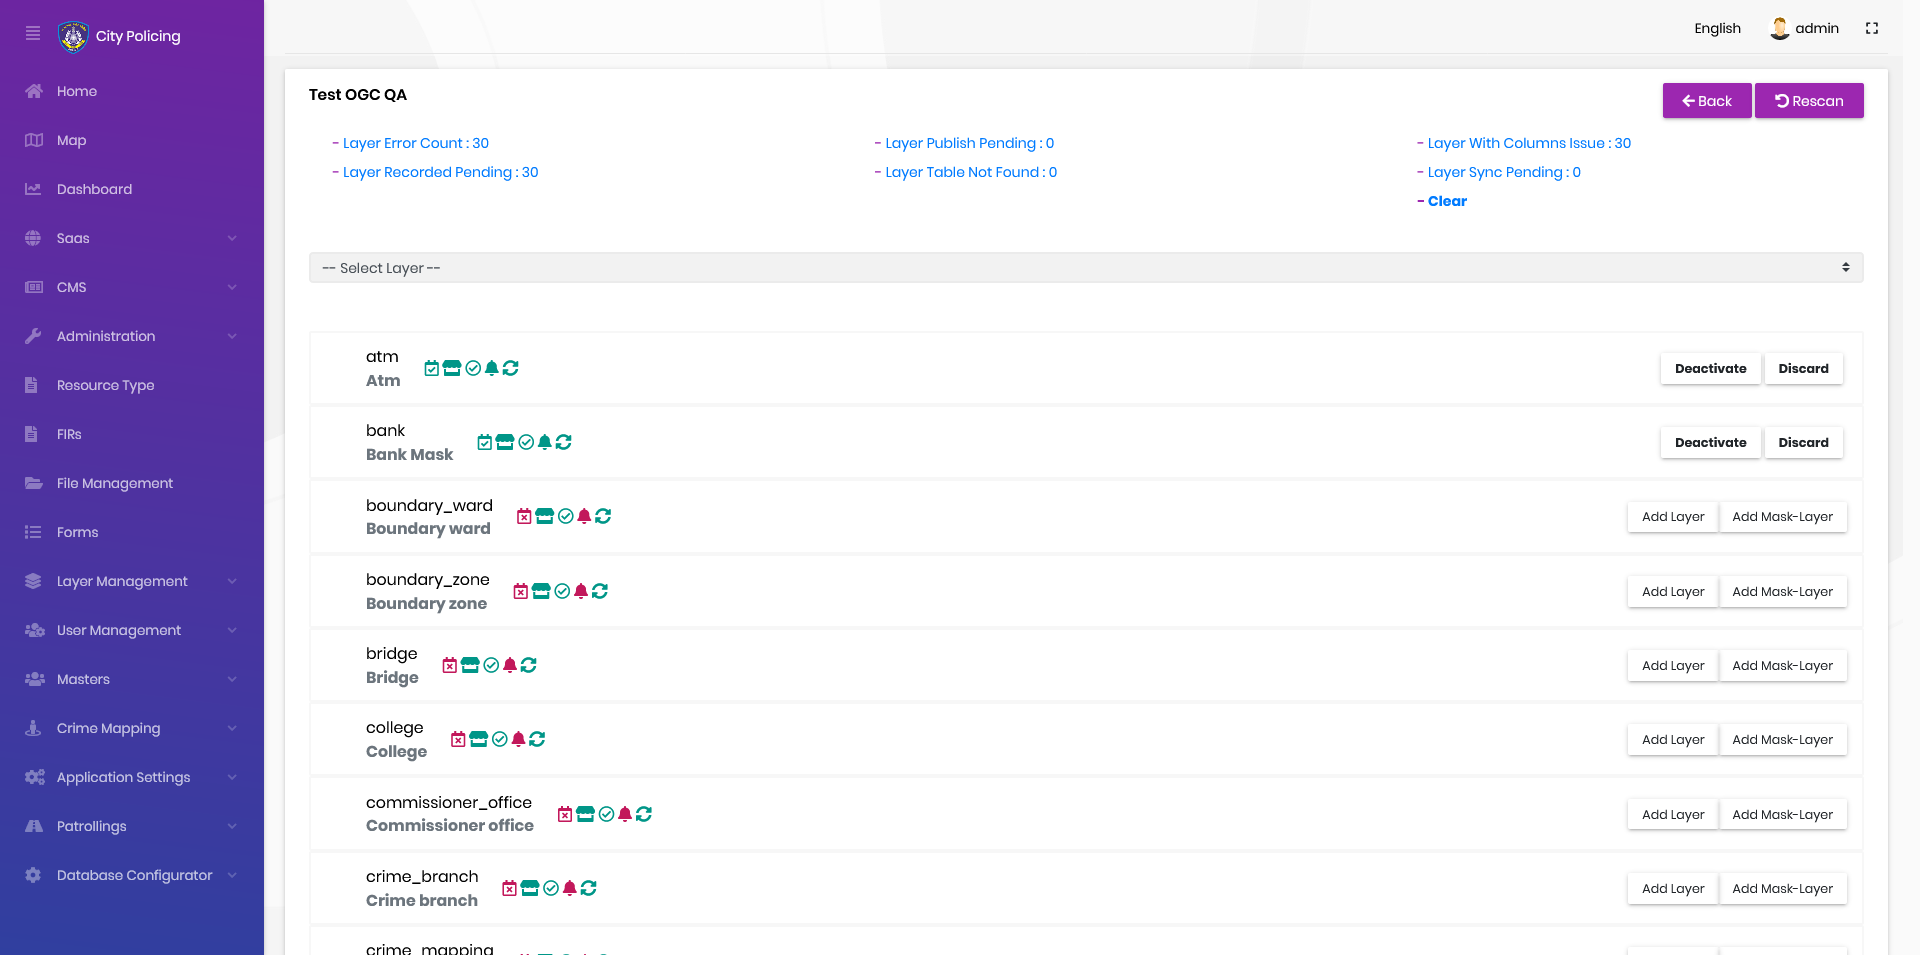 City Policing
Home
Map
Dashboard
Saas
CMS
Administration
Resource Type
FIRs
File Management
Forms
Layer Management
User Management
Masters
Crime Mapping
Application Settings
Patrollings
Database Configurator
English
admin
Test OGC QA
Back
Rescan
- Layer Error Count : 30
- Layer Publish Pending : 0
- Layer With Columns Issue : 30
- Layer Recorded Pending : 30
- Layer Table Not Found : 0
- Layer Sync Pending : 0
- Clear
-- Select Layer --
atm
Atm
Deactivate
Discard
bank
Bank Mask
Deactivate
Discard
boundary_ward
Boundary ward
Add Layer
Add Mask-Layer
boundary_zone
Boundary zone
Add Layer
Add Mask-Layer
bridge
Bridge
Add Layer
Add Mask-Layer
college
College
Add Layer
Add Mask-Layer
commissioner_office
Commissioner office
Add Layer
Add Mask-Layer
crime_branch
Crime branch
Add Layer
Add Mask-Layer
crime_mapping